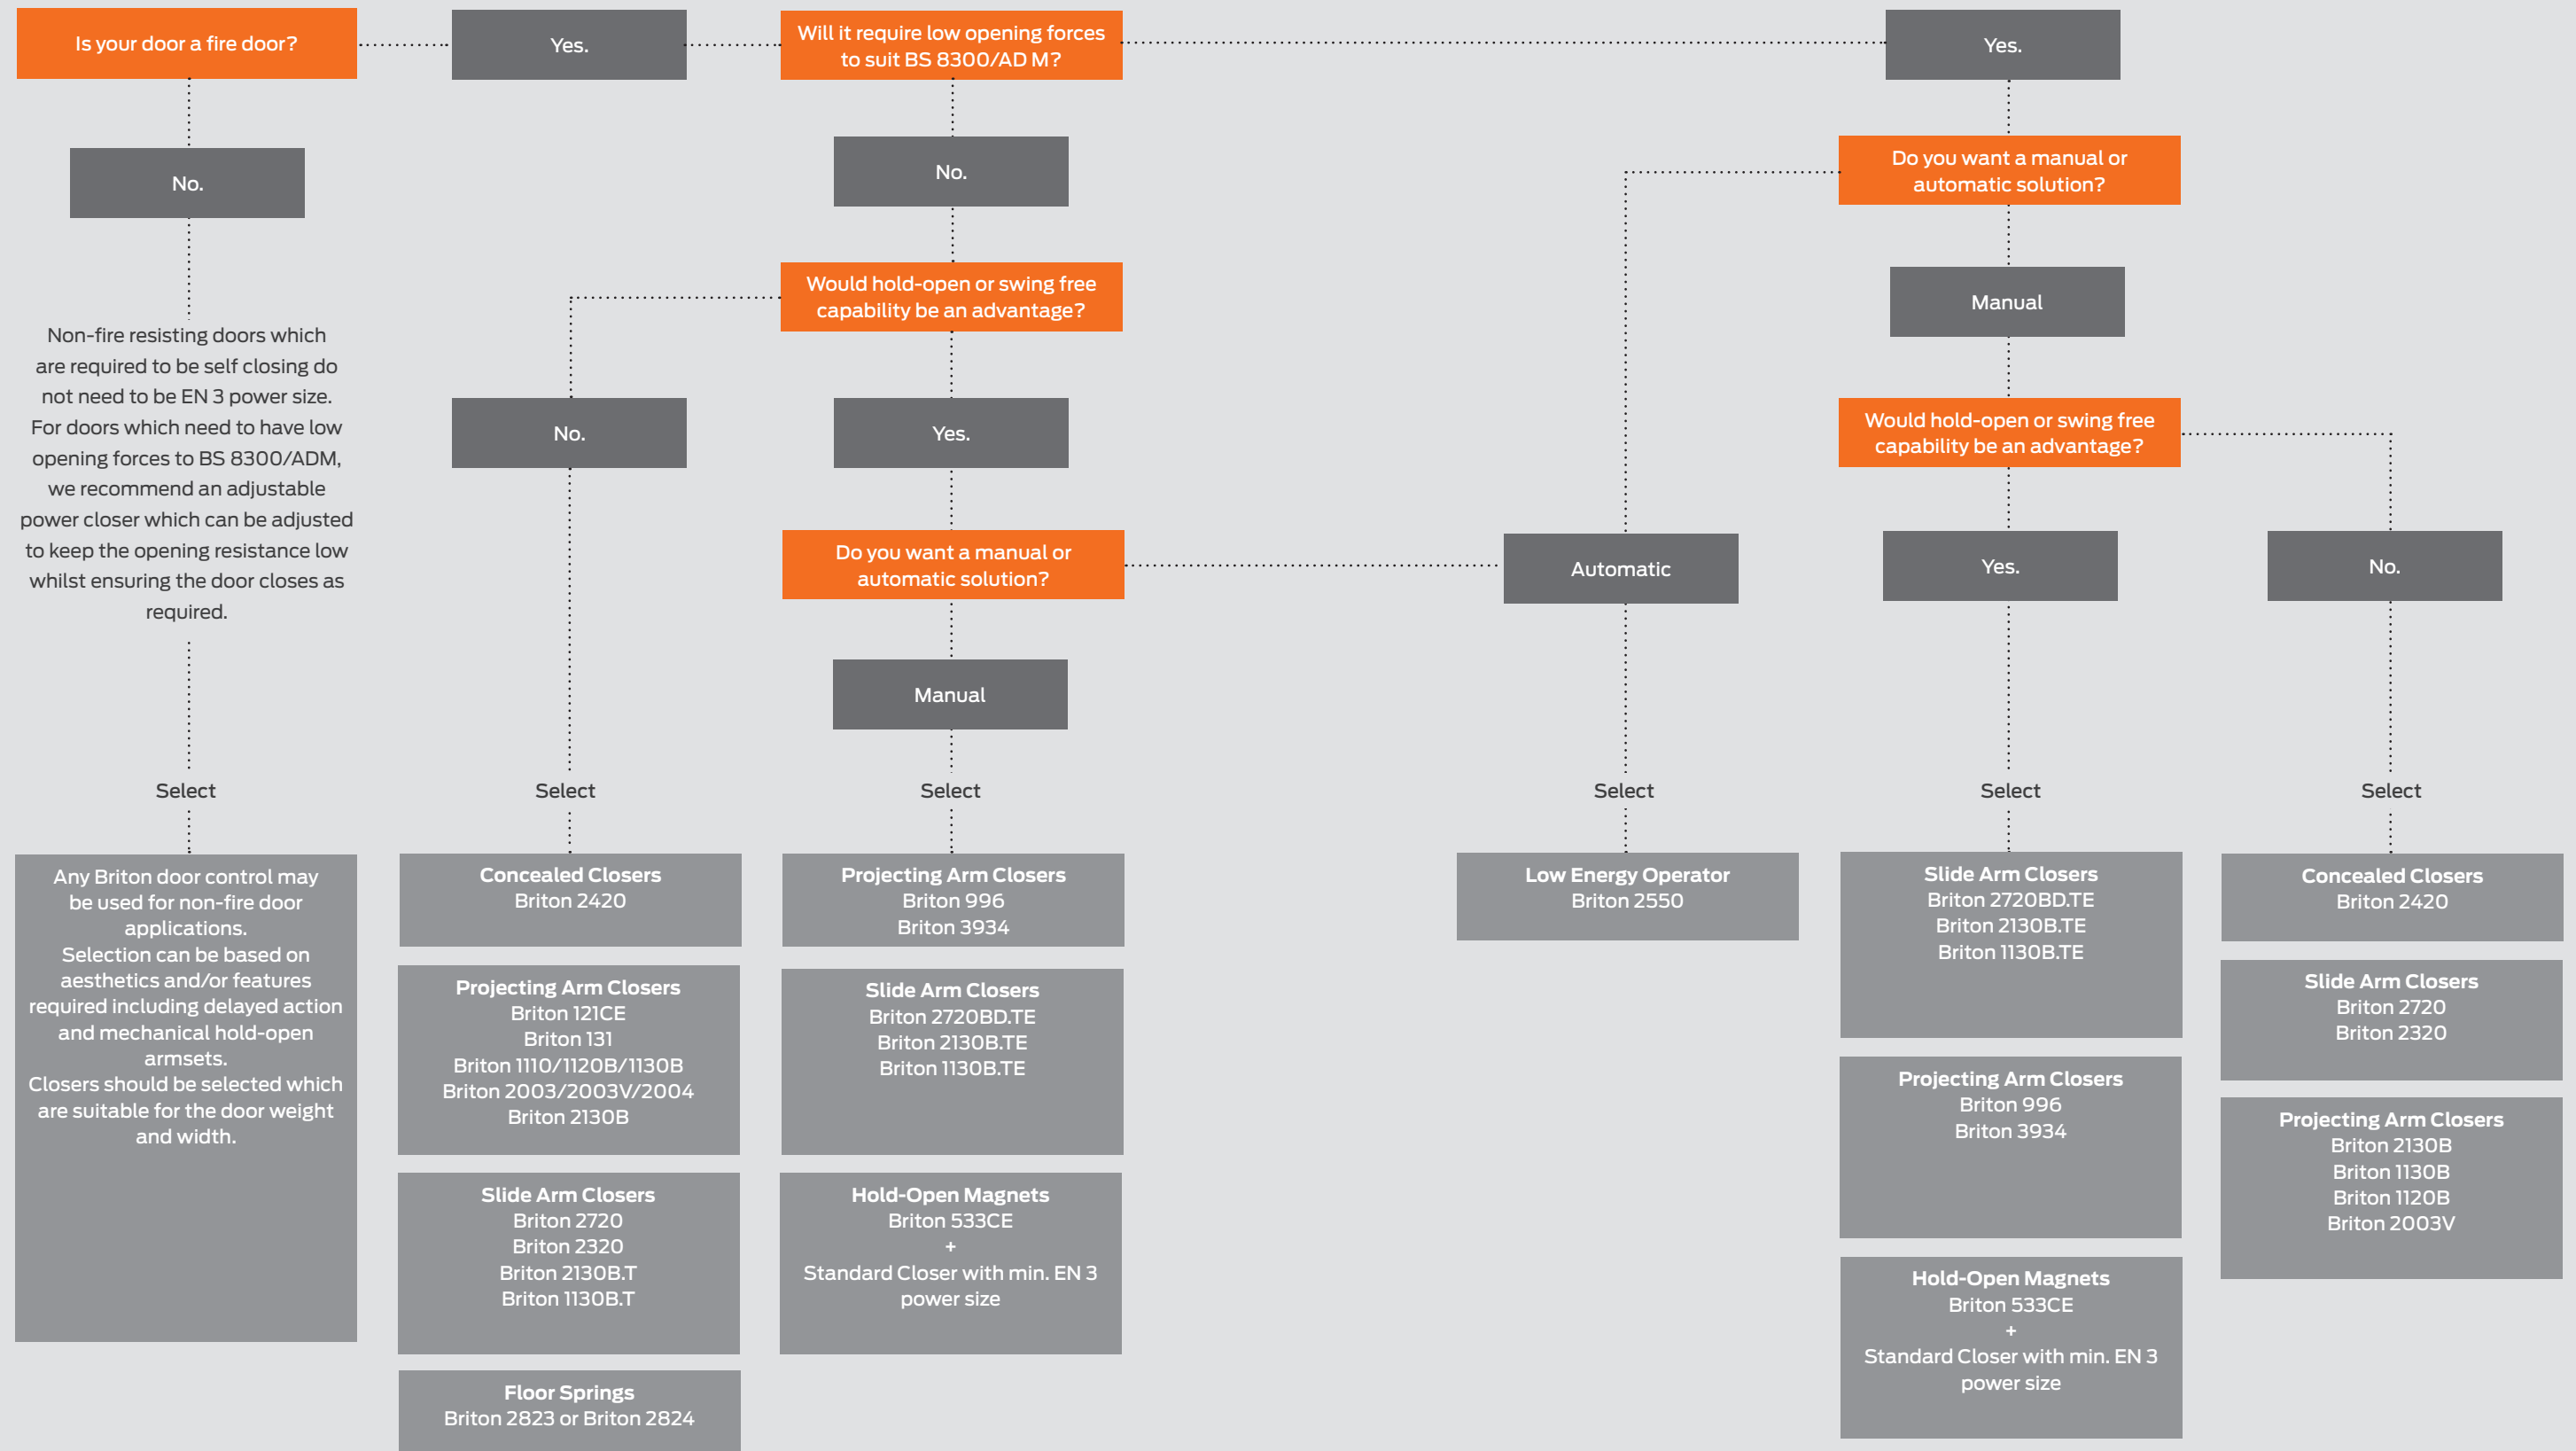 Is your door a fire door?
Yes.
Will it require low opening forces
to suit BS 8300/AD M?
Yes.
No.
No.
Do you want a manual or
automatic solution?
Manual
Would hold-open or swing free
capability be an advantage?
Non-fire resisting doors which
are required to be self closing do
not need to be EN 3 power size.
For doors which need to have low
opening forces to BS 8300/ADM,
we recommend an adjustable
power closer which can be adjusted
to keep the opening resistance low
whilst ensuring the door closes as
required.
No.
Yes.
Would hold-open or swing free
capability be an advantage?
Do you want a manual or
automatic solution?
Automatic
Yes.
No.
Manual
Select
Select
Select
Select
Select
Select
Any Briton door control may
be used for non-fire door
applications.
Selection can be based on
aesthetics and/or features
required including delayed action
and mechanical hold-open
armsets.
Closers should be selected which
are suitable for the door weight
and width.
Concealed Closers
Briton 2420
Projecting Arm Closers
Briton 121CE
Briton 131
Briton 1110/1120B/1130B
Briton 2003/2003V/2004
Briton 2130B
Slide Arm Closers
Briton 2720
Briton 2320
Briton 2130B.T
Briton 1130B.T
Floor Springs
Briton 2823 or Briton 2824
Projecting Arm Closers
Briton 996
Briton 3934
Slide Arm Closers
Briton 2720BD.TE
Briton 2130B.TE
Briton 1130B.TE
Hold-Open Magnets
Briton 533CE
+
Standard Closer with min. EN 3
power size
Low Energy Operator
Briton 2550
Slide Arm Closers
Briton 2720BD.TE
Briton 2130B.TE
Briton 1130B.TE
Projecting Arm Closers
Briton 996
Briton 3934
Hold-Open Magnets
Briton 533CE
+
Standard Closer with min. EN 3
power size
Concealed Closers
Briton 2420
Slide Arm Closers
Briton 2720
Briton 2320
Projecting Arm Closers
Briton 2130B
Briton 1130B
Briton 1120B
Briton 2003V